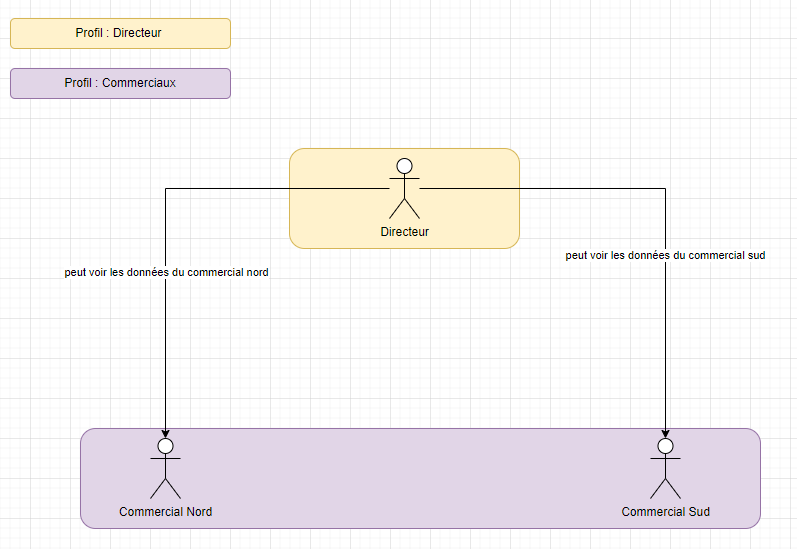 Profil : Directeur
Profil : Commerciaux
Directeur
peut voir les données du commercial nord
peut voir les données du commercial sud
Commercial Nord
Commercial Sud